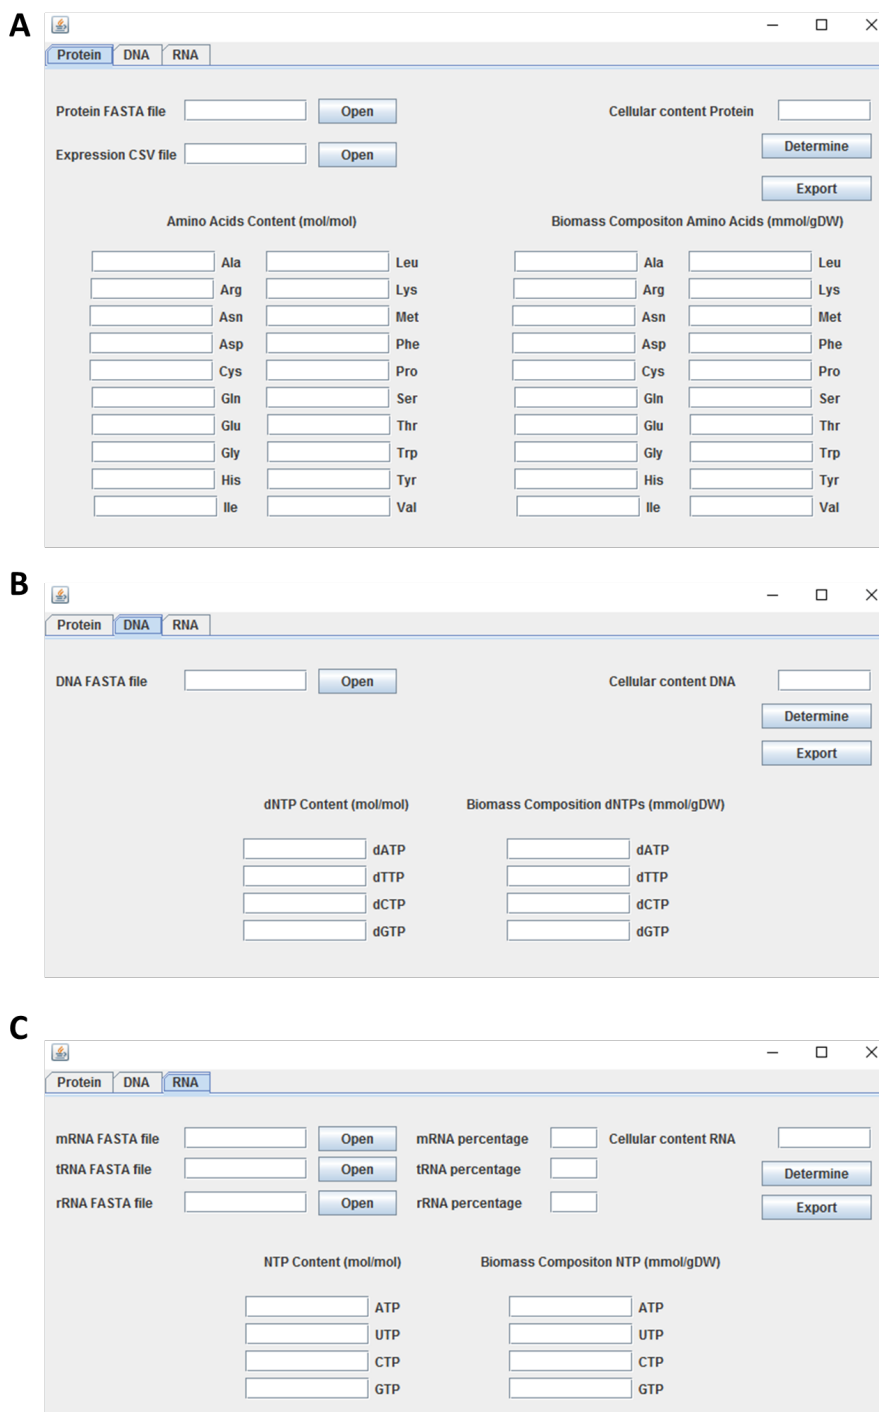 A
Protein DNA RNA
Protein FASTA file Open Cellular content Protein
Expression CSV file Open Determine
Export
Amino Acids Content (mol/mol) Biomass Compositon Amino Acids (mmol/gDW)
Ala Leu Ala Leu
Arg Lys Arg Lys
Asn Met Asn Met
Asp Phe Asp Phe
Cys Pro Cys Pro
Gln Ser Gln Ser
Glu Thr Glu Thr
Gly Trp Gly Trp
His Tyr His Tyr
Ile Val Ile Val
B
Protein DNA RNA
DNA FASTA file Open Cellular content DNA
Determine
Export
dNTP Content (mol/mol) Biomass Composition dNTPs (mmol/gDW)
dATP dATP
dTTP dTTP
dCTP dCTP
dGTP dGTP
C
Protein DNA RNA
mRNA FASTA file Open mRNA percentage Cellular content RNA
tRNA FASTA file Open tRNA percentage Determine
rRNA FASTA file Open rRNA percentage Export
NTP Content (mol/mol) Biomass Compositon NTP (mmol/gDW)
ATP ATP
UTP UTP
CTP CTP
GTP GTP